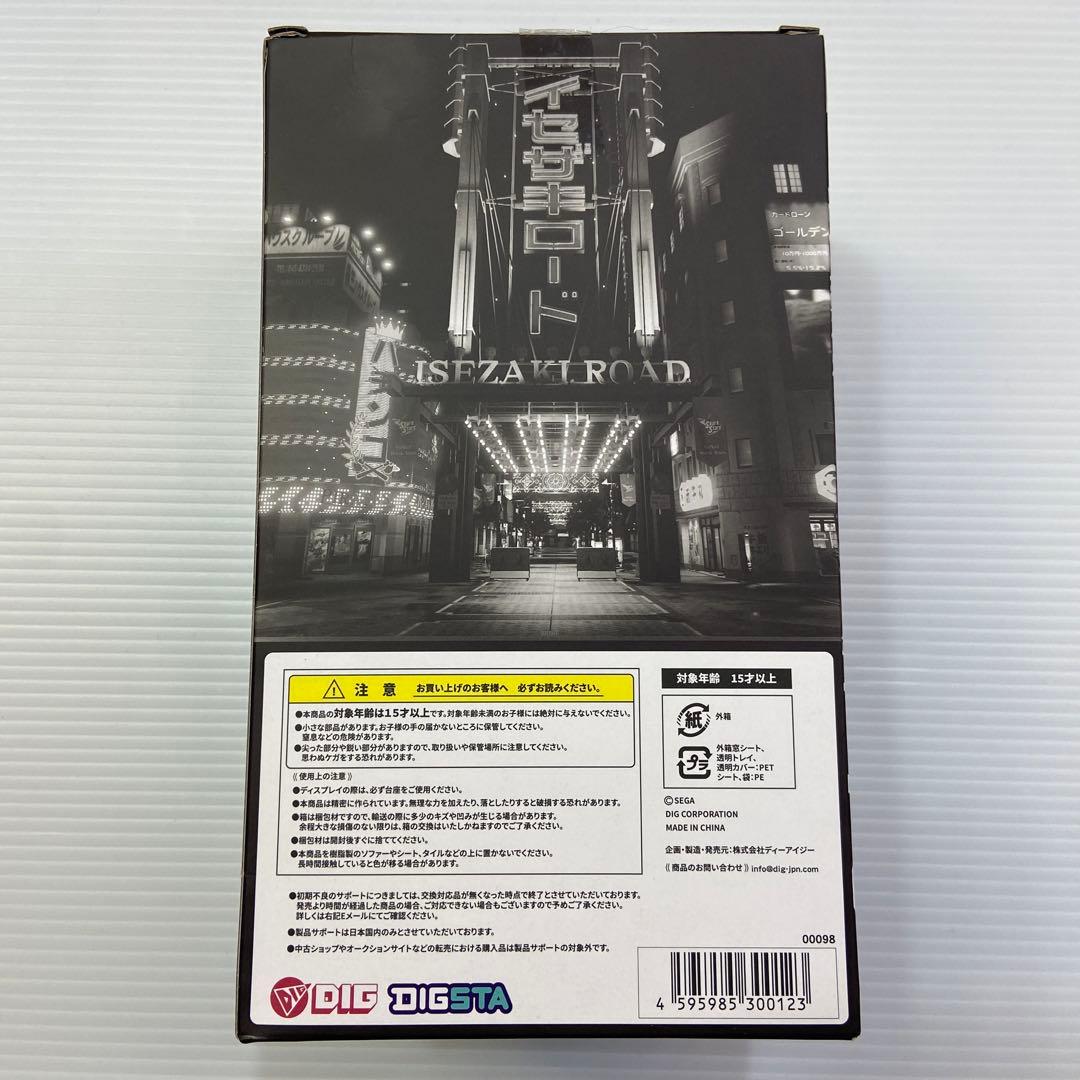 イセザキロード
ISEZAKI ROAD
カードローン
ゴールデン
10万円・1000万円
ハウスグループ
注意 お買い上げのお客様へ 必ずお読みください。
●本商品の対象年齢は15才以上です。対象年齢未満のお子様には絶対に与えないでください。
●小さな部品があります。お子様の手の届かないところに保管してください。
窒息などの危険があります。
●尖った部分や鋭い部分がありますので、取り扱いや保管場所に注意してください。
思わぬケガをする恐れがあります。
《使用上の注意》
●ディスプレイの際は、必ず台座をご使用ください。
●本商品は精密に作られています。無理な力を加えたり、落としたりすると破損する恐れがあります。
●箱は梱包材ですので、輸送の際に多少のキズや凹みが生じる場合があります。
余程大きな損傷のない限りは、箱の交換はいたしかねますのでご了承ください。
●梱包材は開封後すぐに捨ててください。
●本商品を樹脂製のソファーやシート、タイルなどの上に置かないでください。
長時間接触していると色が移る場合があります。
●初期不良のサポートにつきましては、交換対応品が無くなった時点で終了とさせていただいております。
発売より時間が経過した商品の場合、ご対応できない場合もございますので予めご了承ください。
詳しくは右記Eメールにてご確認ください。
●製品サポートは日本国内のみとさせていただいております。
●中古ショップやオークションサイトなどの転売における購入品は製品サポートの対象外です。
対象年齢 15才以上
紙 外箱
プラ 外箱窓シート、
透明トレイ、
透明カバー:PET
シート、袋:PE
©SEGA
DIG CORPORATION
MADE IN CHINA
企画・製造・発売元:株式会社ディーアイジー
《商品のお問い合わせ》info@dig-jpn.com
00098
4 595985 300123
DIG DIG DIGSTA